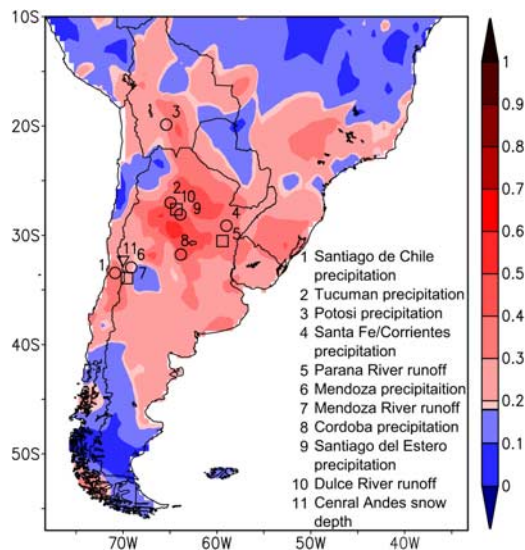 10S
20S
30S
40S
50S
70W
60W
50W
40W
1
0.9
0.8
0.7
0.6
0.5
0.4
0.3
0.2
0.1
0
3
2
10
9
4
8
5
11
6
1
7
1 Santiago de Chile
precipitation
2 Tucuman precipitation
3 Potosi precipitation
4 Santa Fe/Corrientes
precipitation
5 Parana River runoff
6 Mendoza precipitaition
7 Mendoza River runoff
8 Cordoba precipitation
9 Santiago del Estero
precipitation
10 Dulce River runoff
11 Cenral Andes snow
depth